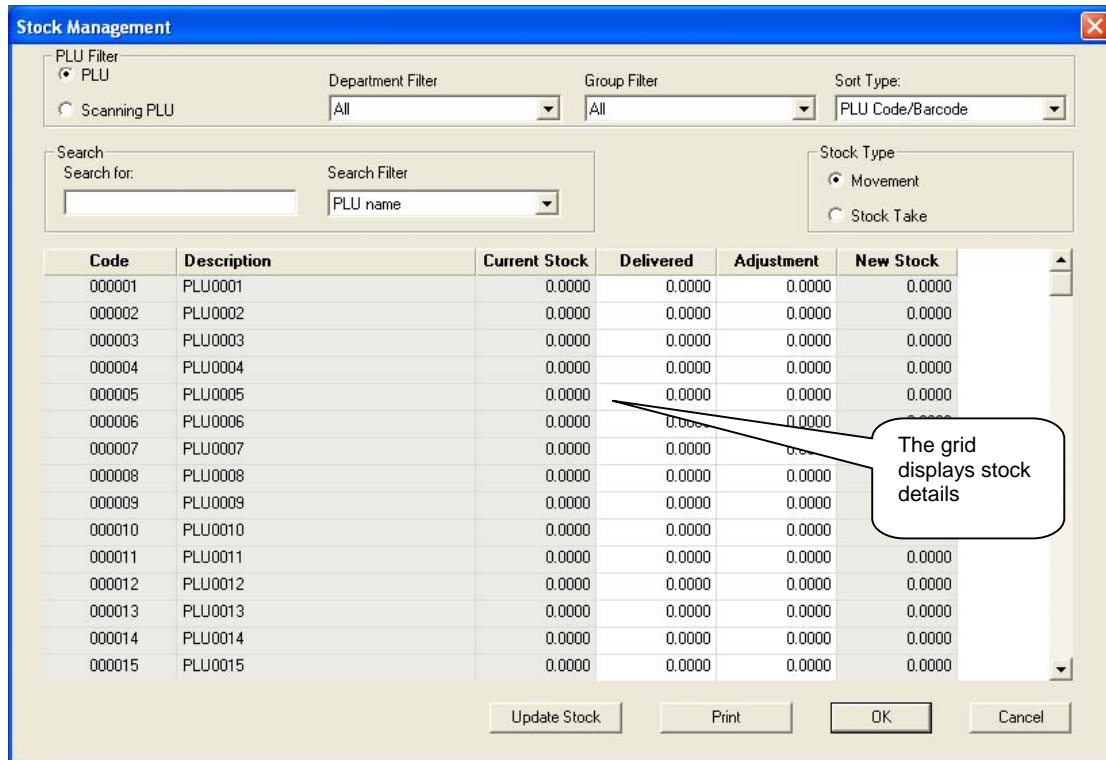 Stock Management
PLU Filter
PLU
Scanning PLU
Department Filter
All
Group Filter
All
Sort Type:
PLU Code/Barcode
Search
Search for:
Search Filter
PLU name
Stock Type
Movement
Stock Take
Code Description Current Stock Delivered Adjustment New Stock
000001 PLU0001 0.0000 0.0000 0.0000 0.0000
000002 PLU0002 0.0000 0.0000 0.0000 0.0000
000003 PLU0003 0.0000 0.0000 0.0000 0.0000
000004 PLU0004 0.0000 0.0000 0.0000 0.0000
000005 PLU0005 0.0000 0.0000 0.0000 0.0000
000006 PLU0006 0.0000 0.0000
000007 PLU0007 0.0000 0.0000
000008 PLU0008 0.0000 0.0000 0.0000
000009 PLU0009 0.0000 0.0000 0.0000
000010 PLU0010 0.0000 0.0000 0.0000
000011 PLU0011 0.0000 0.0000 0.0000 0.0000
000012 PLU0012 0.0000 0.0000 0.0000 0.0000
000013 PLU0013 0.0000 0.0000 0.0000 0.0000
000014 PLU0014 0.0000 0.0000 0.0000 0.0000
000015 PLU0015 0.0000 0.0000 0.0000 0.0000
The grid
displays stock
details
Update Stock
Print
OK
Cancel